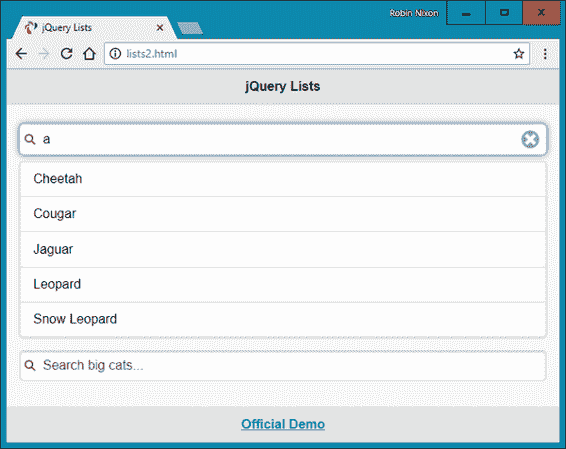 Robin Nixon
jQuery Lists
lists2.html
jQuery Lists
a
Cheetah
Cougar
Jaguar
Leopard
Snow Leopard
Search big cats...
Official Demo